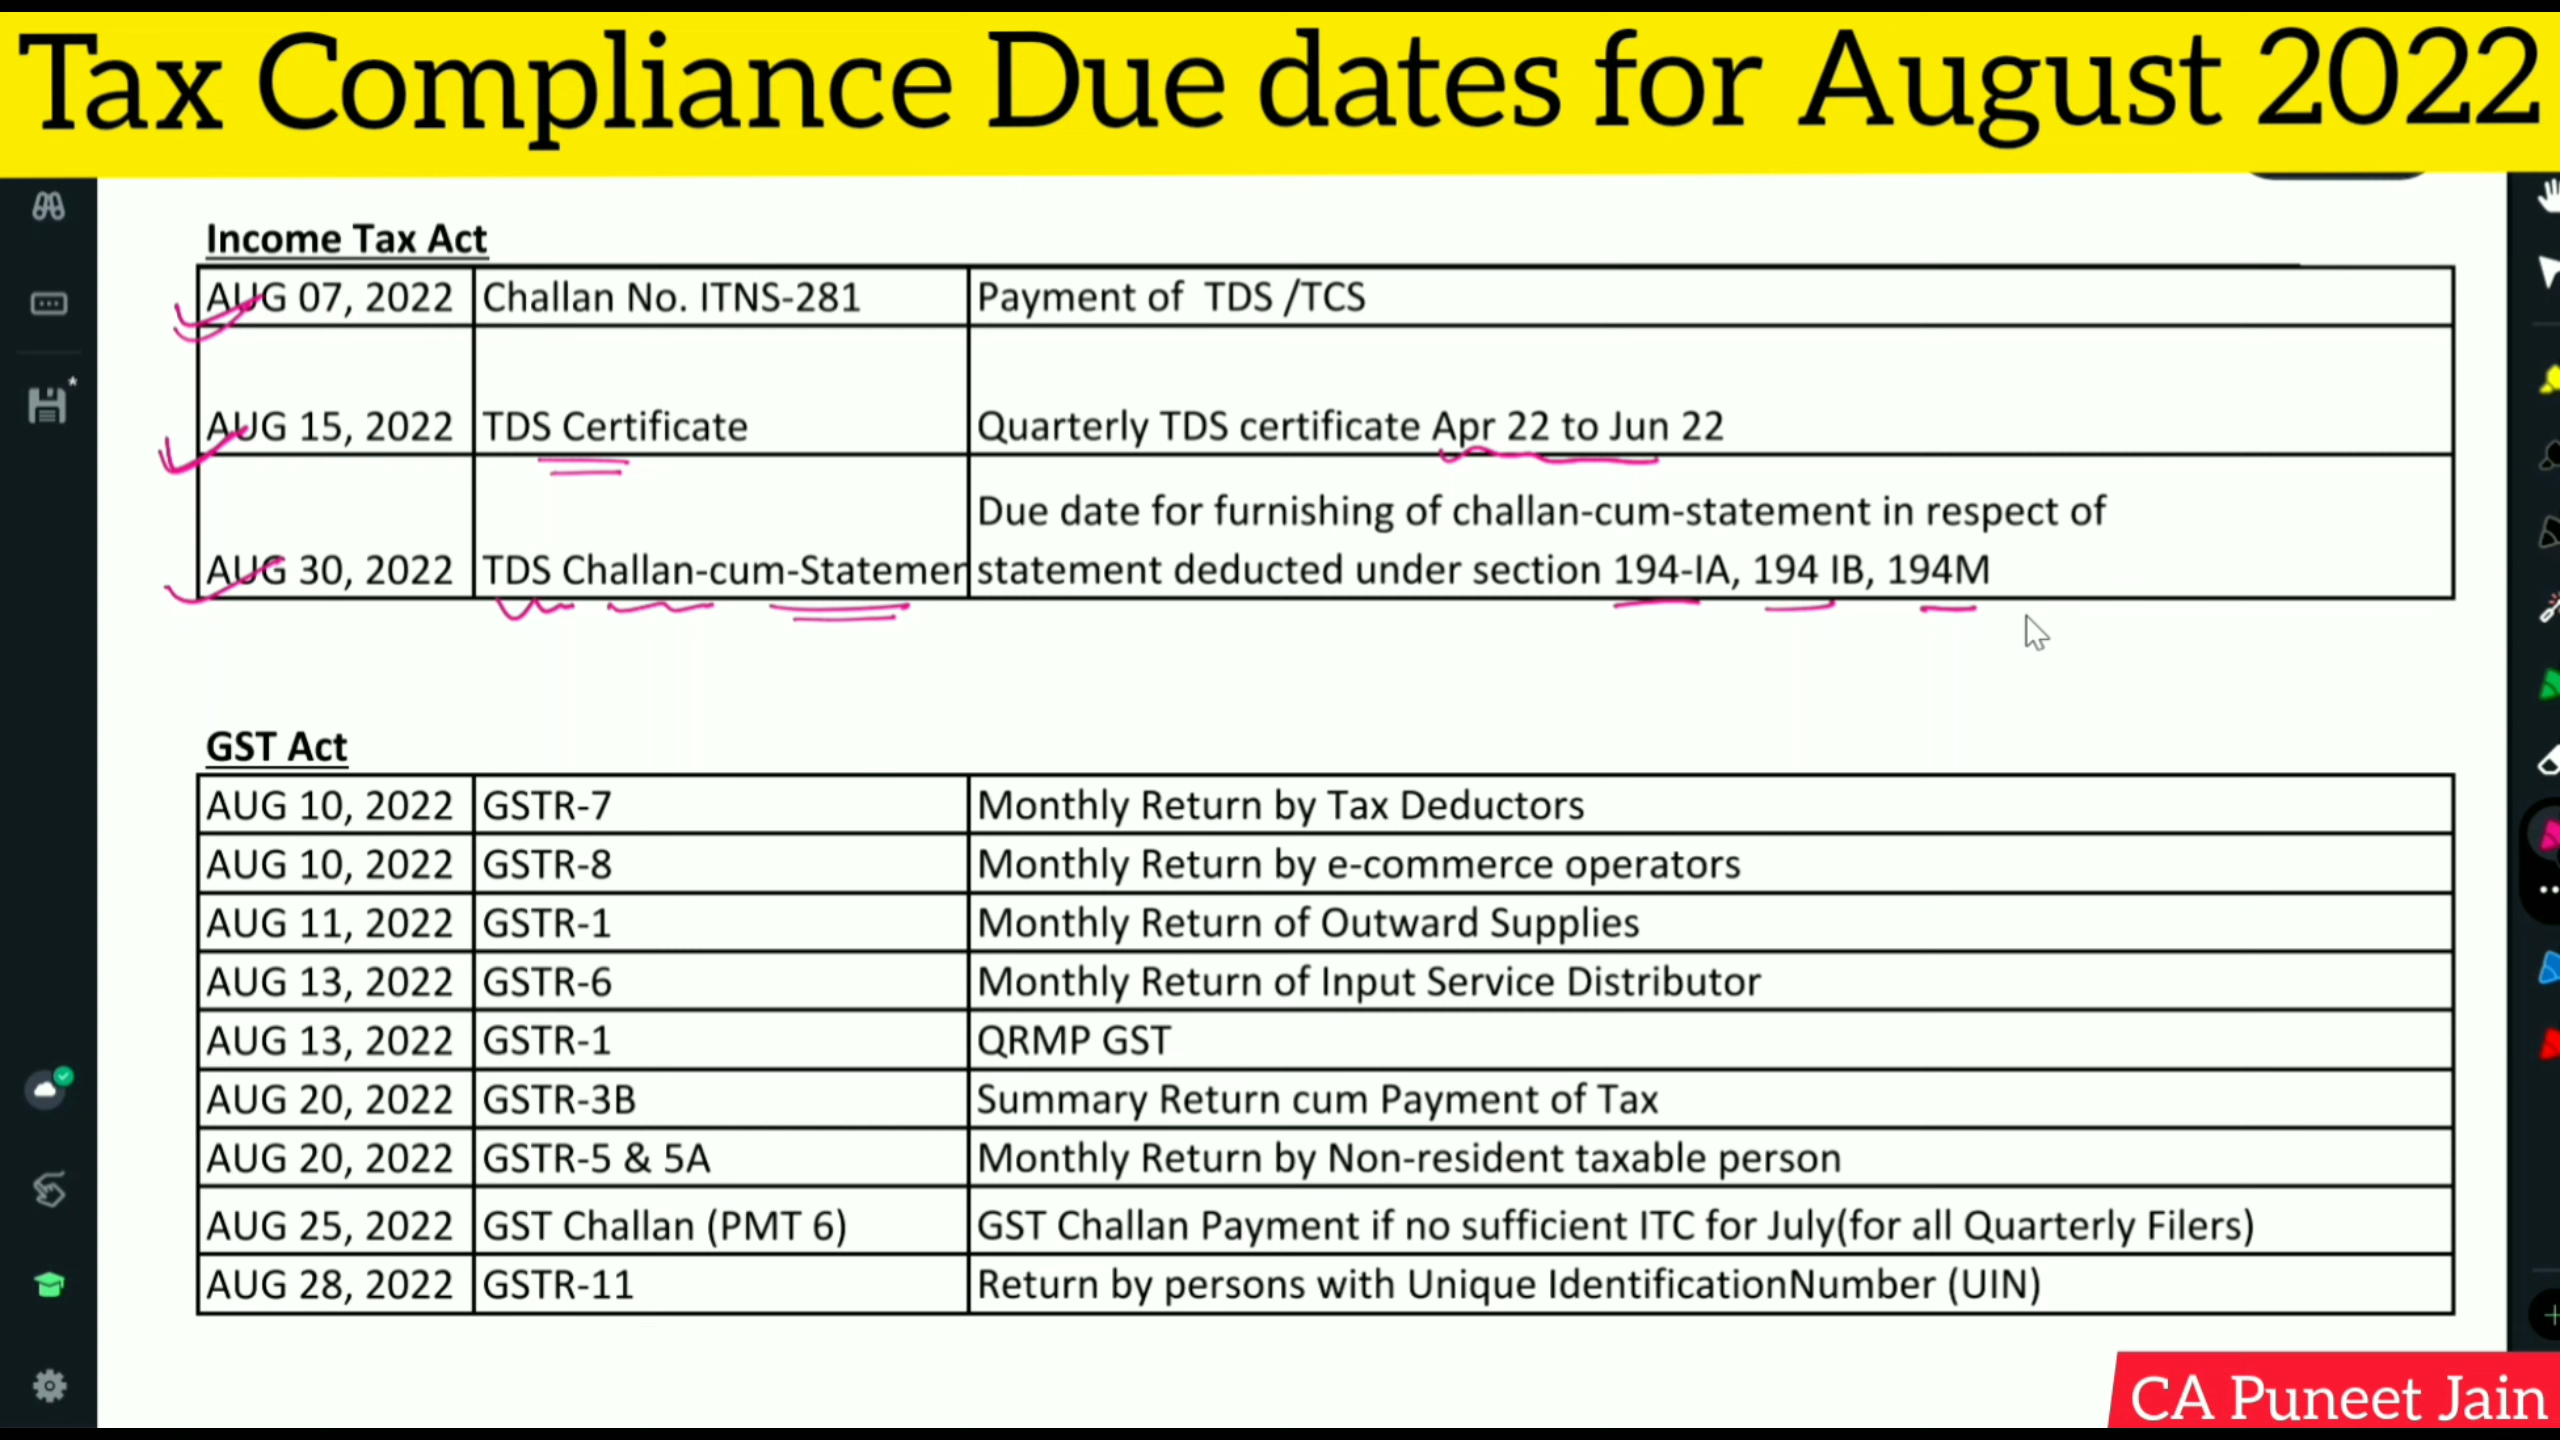 Tax Compliance Due dates for August 2022
Income Tax Act
AUG 07, 2022 Challan No. ITNS-281 Payment of TDS /TCS
AUG 15, 2022 TDS Certificate Quarterly TDS certificate Apr 22 to Jun 22
Due date for furnishing of challan-cum-statement in respect of
AUG 30, 2022 TDS Challan-cum-Statemen statement deducted under section 194-IA, 194 IB, 194M
GST Act
AUG 10, 2022 GSTR-7 Monthly Return by Tax Deductors
AUG 10, 2022 GSTR-8 Monthly Return by e-commerce operators
AUG 11, 2022 GSTR-1 Monthly Return of Outward Supplies
AUG 13, 2022 GSTR-6 Monthly Return of Input Service Distributor
AUG 13, 2022 GSTR-1 QRMP GST
AUG 20, 2022 GSTR-3B Summary Return cum Payment of Tax
AUG 20, 2022 GSTR-5 & 5A Monthly Return by Non-resident taxable person
AUG 25, 2022 GST Challan (PMT 6) GST Challan Payment if no sufficient ITC for July(for all Quarterly Filers)
AUG 28, 2022 GSTR-11 Return by persons with Unique IdentificationNumber (UIN)
CA Puneet Jain